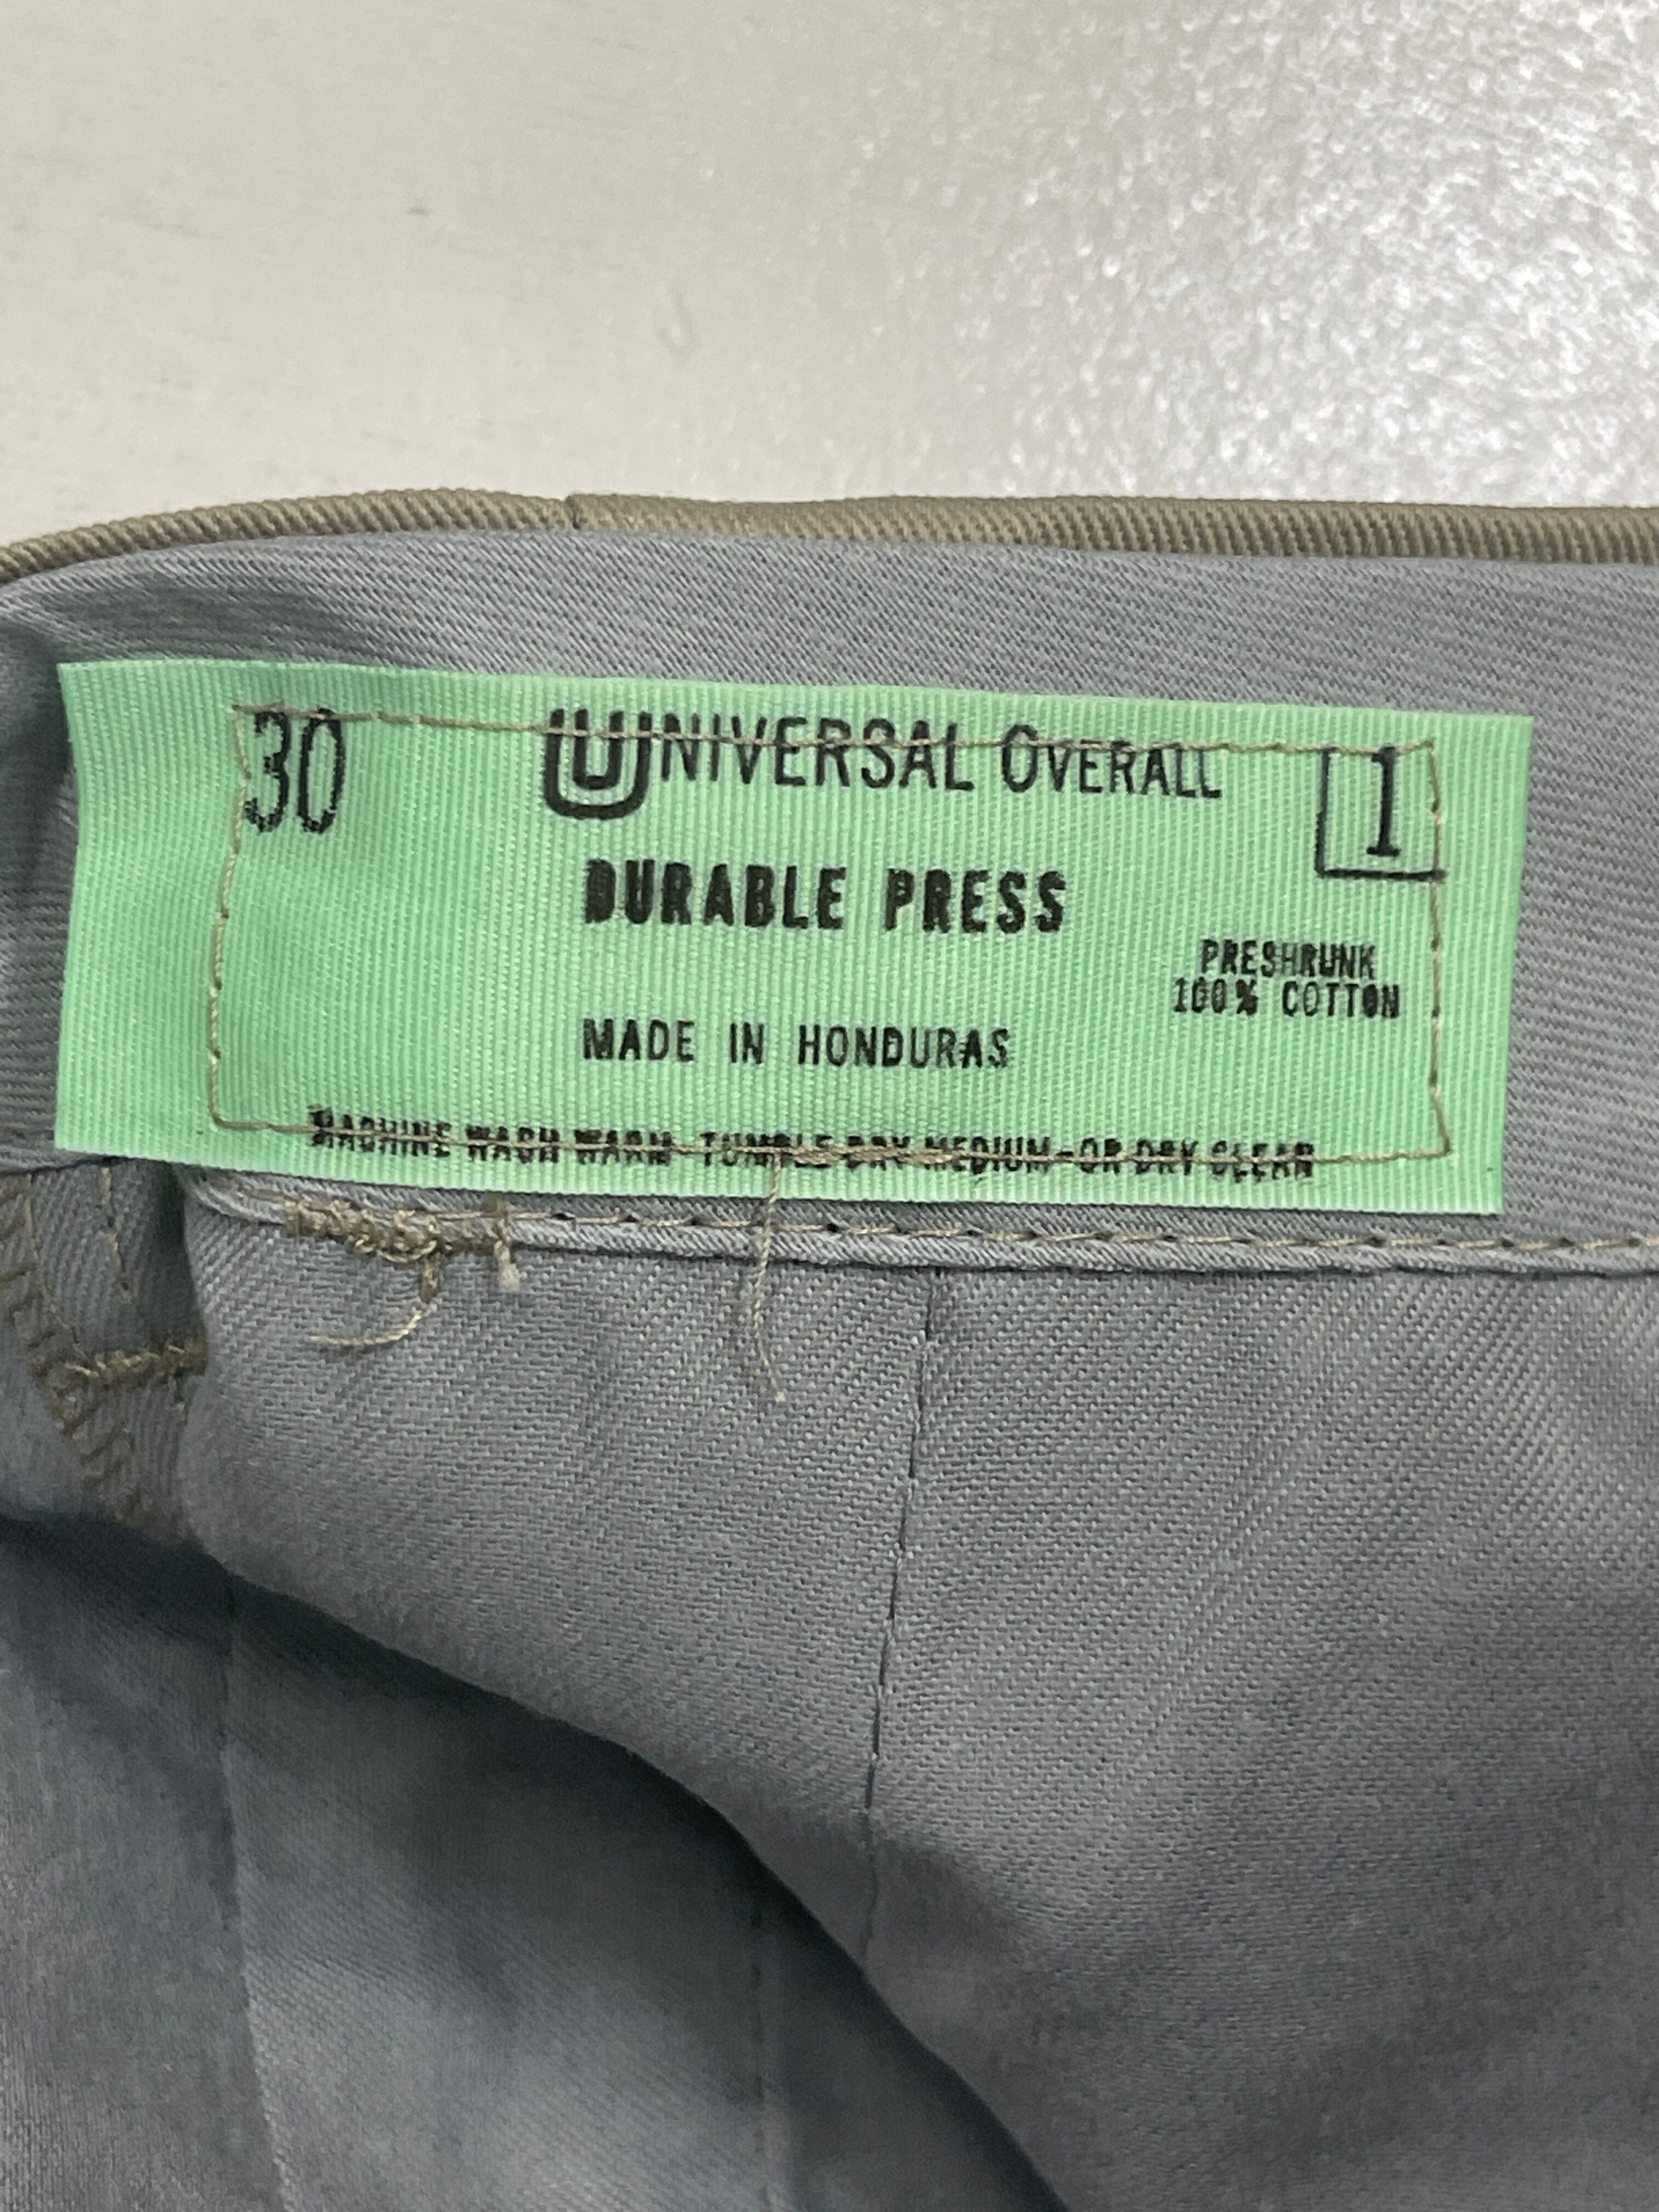 30 UNIVERSAL OVERALL 1
DURABLE PRESS
PRESHRUNK
100% COTTON
MADE IN HONDURAS
MACHINE WASH WARM-TUMBLE DRY MEDIUM-OR DRY CLEAN